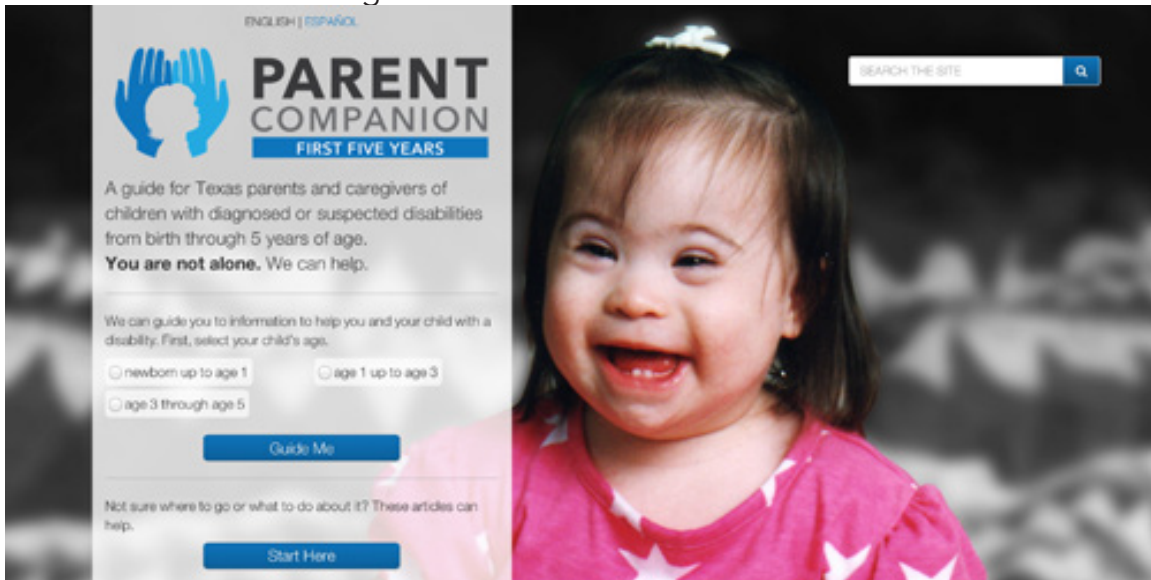 ENGLISH | ESPAÑOL
PARENT
COMPANION
FIRST FIVE YEARS
SEARCH THE SITE
A guide for Texas parents and caregivers of
children with diagnosed or suspected disabilities
from birth through 5 years of age.
You are not alone. We can help.
We can guide you to information to help you and your child with a
disability. First, select your child's age.
newborn up to age 1
age 1 up to age 3
age 3 through age 5
Guide Me
Not sure where to go or what to do about it? These articles can
help.
Start Here